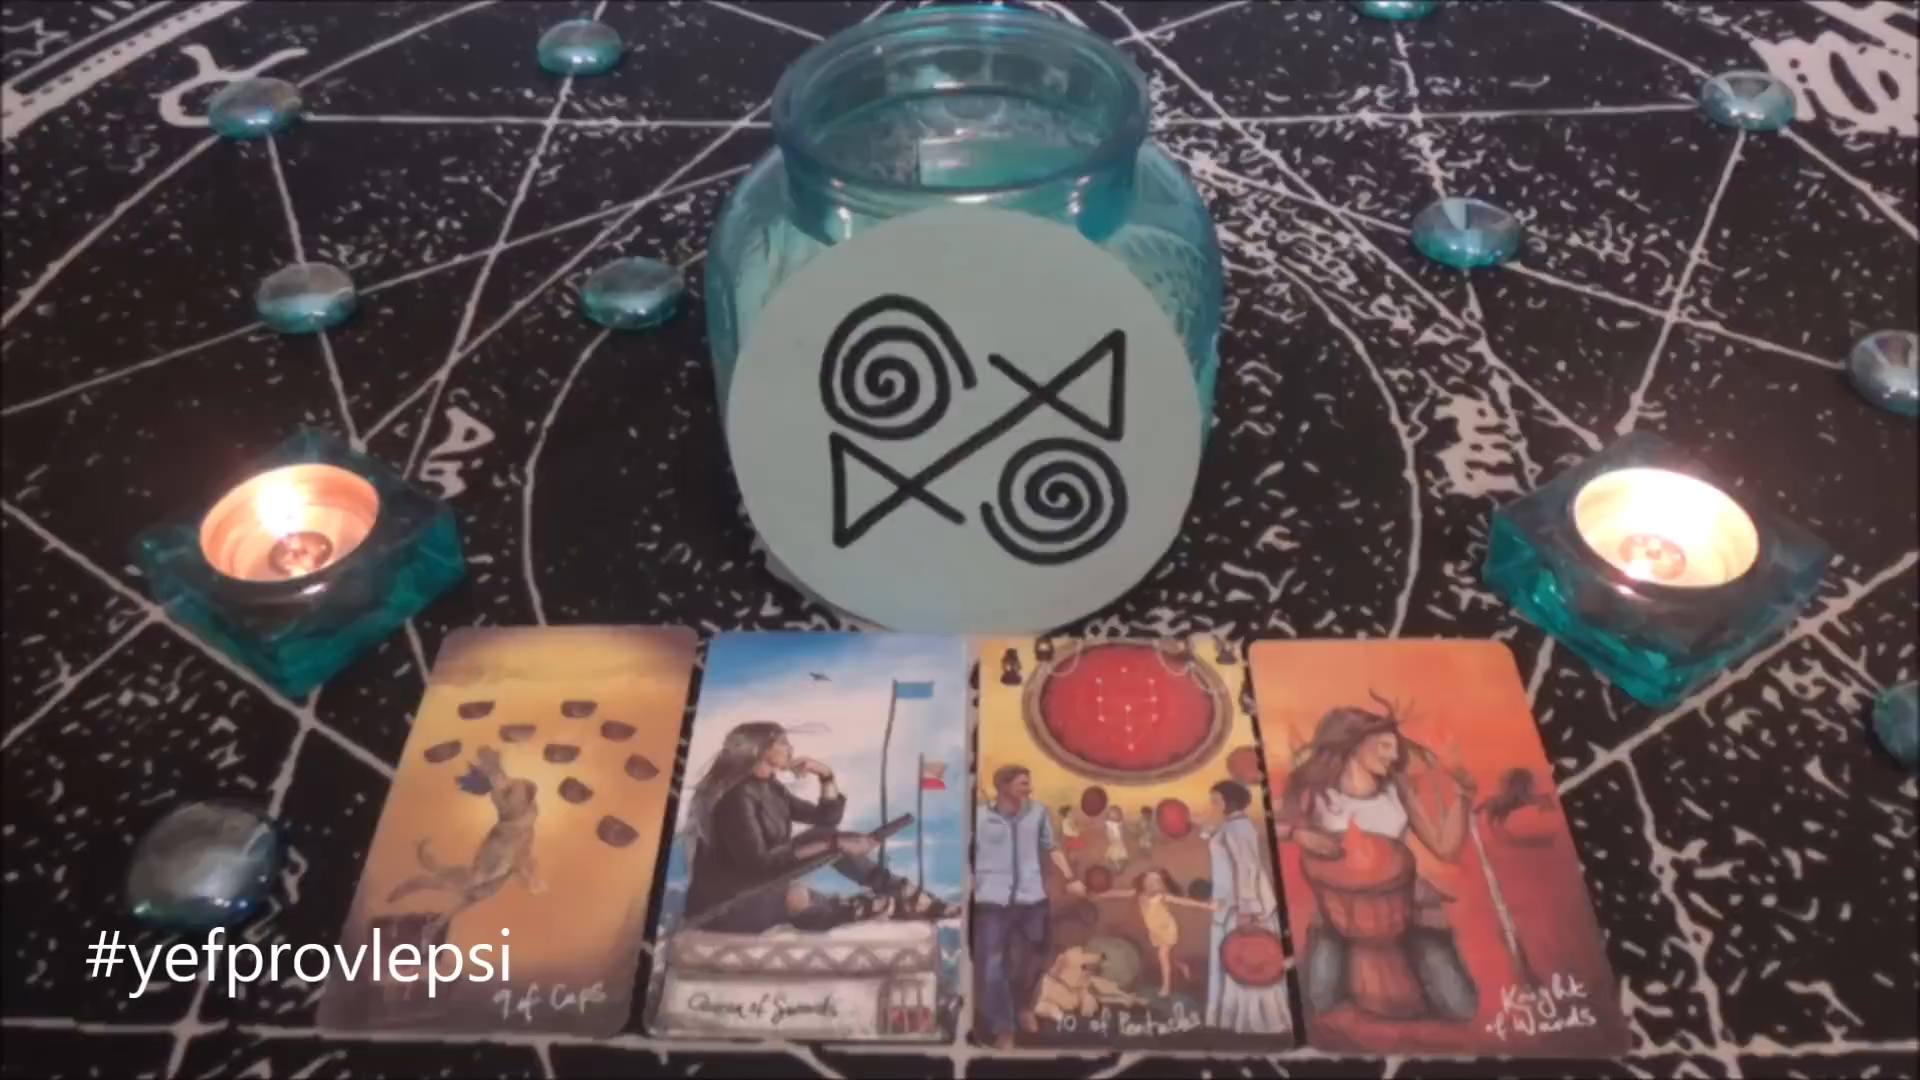 #yefprovlepsi
9 of Cups
Queen of Swords
10 of Pentacles
Knight
of Wands